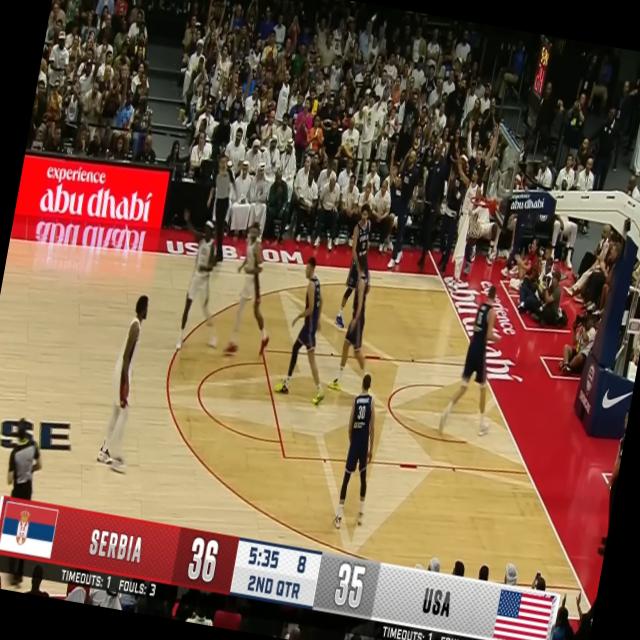 experience
abu dhabi
USAB.COM
experience
abu dhabi
30
SE
SERBIA 36
5:35 8
2ND QTR
35 USA
TIMEOUTS: 1 FOULS: 3
TIMEOUTS: 1